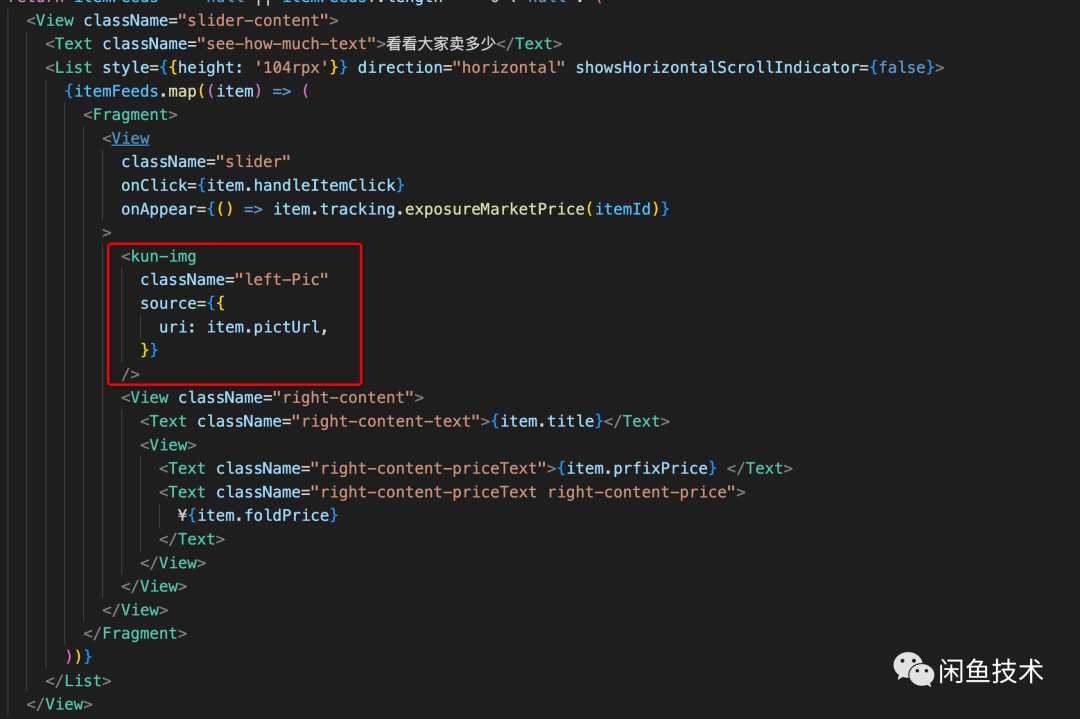 <View className="slider-content">
<Text className="see-how-much-text">看看大家卖多少</Text>
<List style={{height: '104rpx'}} direction="horizontal" showsHorizontalScrollIndicator={false}>
{itemFeeds.map((item) => (
<Fragment>
<View
className="slider"
onClick={item.handleItemClick}
onAppear={() => item.tracking.exposureMarketPrice(itemId)}
>
<kun-img
className="left-Pic"
source={{
uri: item.pictUrl,
}}
/>
<View className="right-content">
<Text className="right-content-text">{item.title}</Text>
<View>
<Text className="right-content-priceText">{item.prfixPrice} </Text>
<Text className="right-content-priceText right-content-price">
¥{item.foldPrice}
</Text>
</View>
</View>
</View>
</Fragment>
))}
</List>
</View>
闲鱼技术